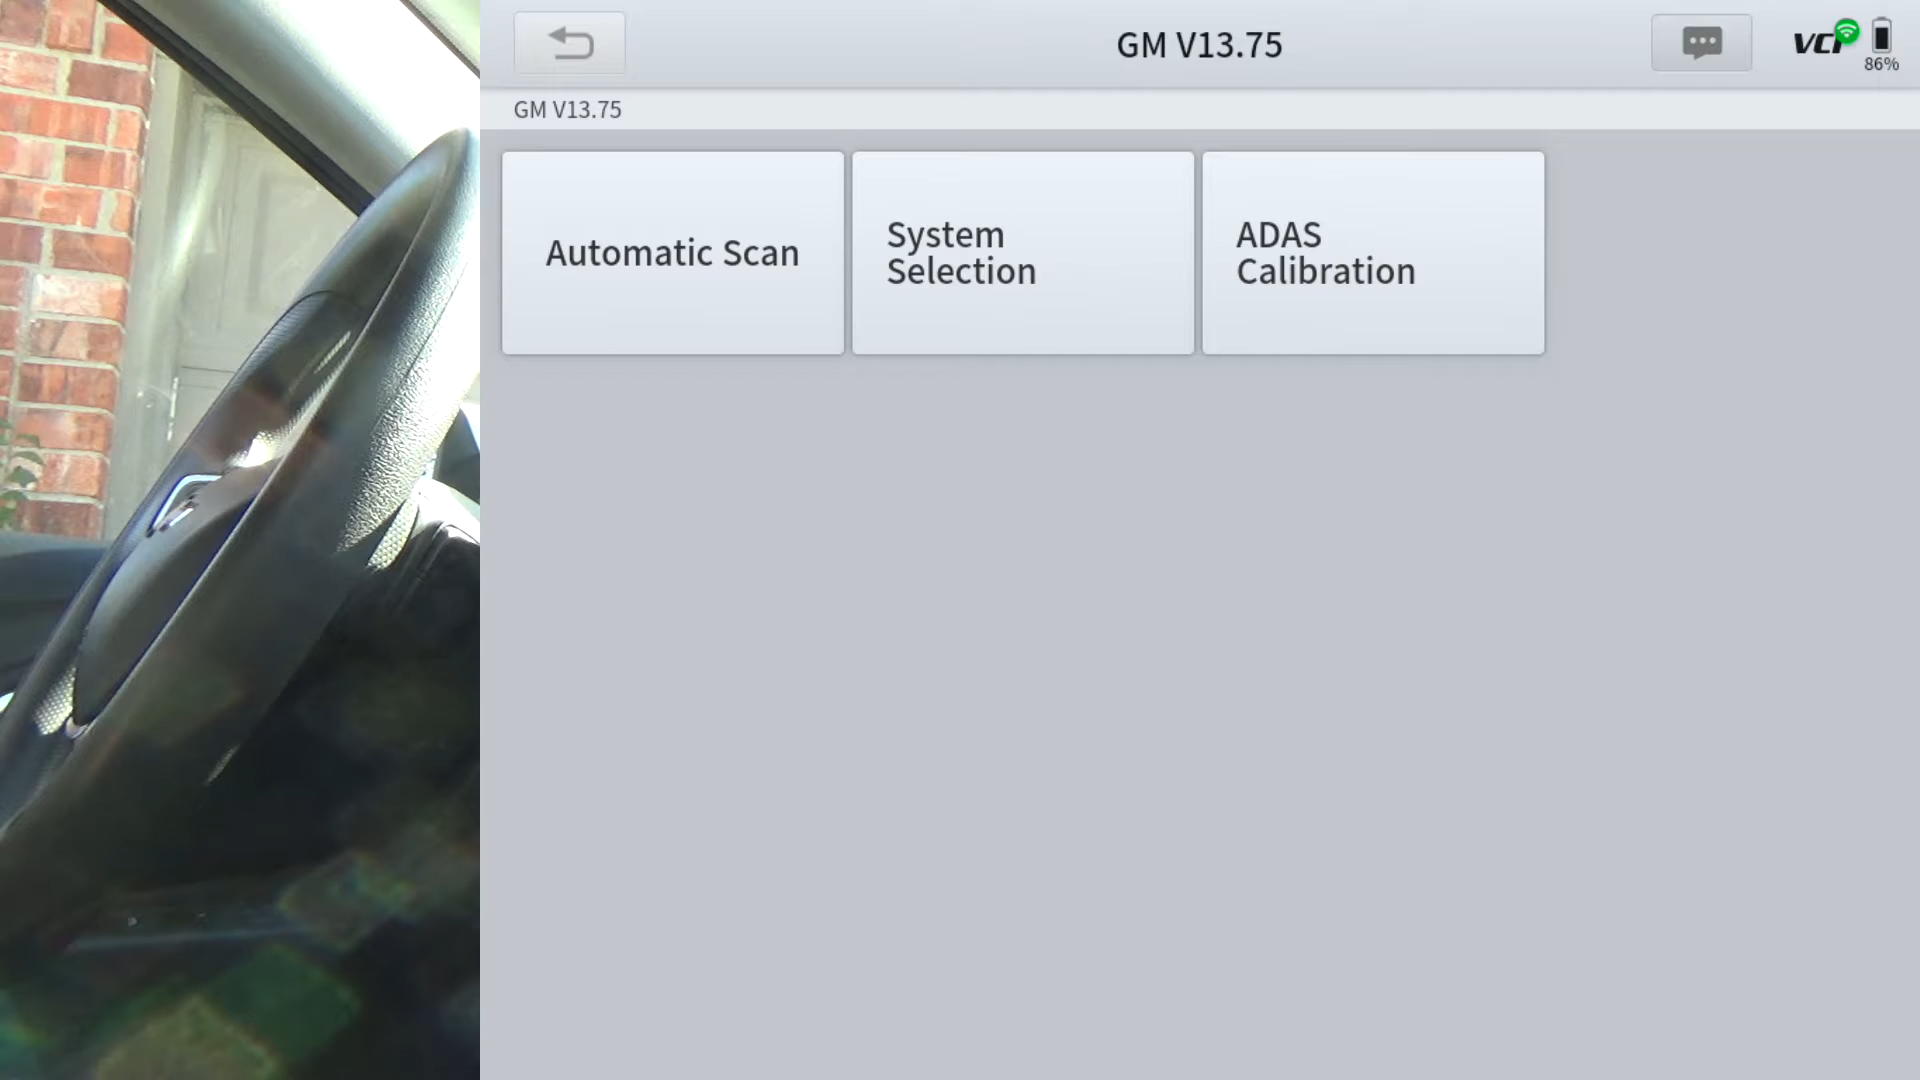 GM V13.75
VCI
86%
GM V13.75
Automatic Scan
System
Selection
ADAS
Calibration